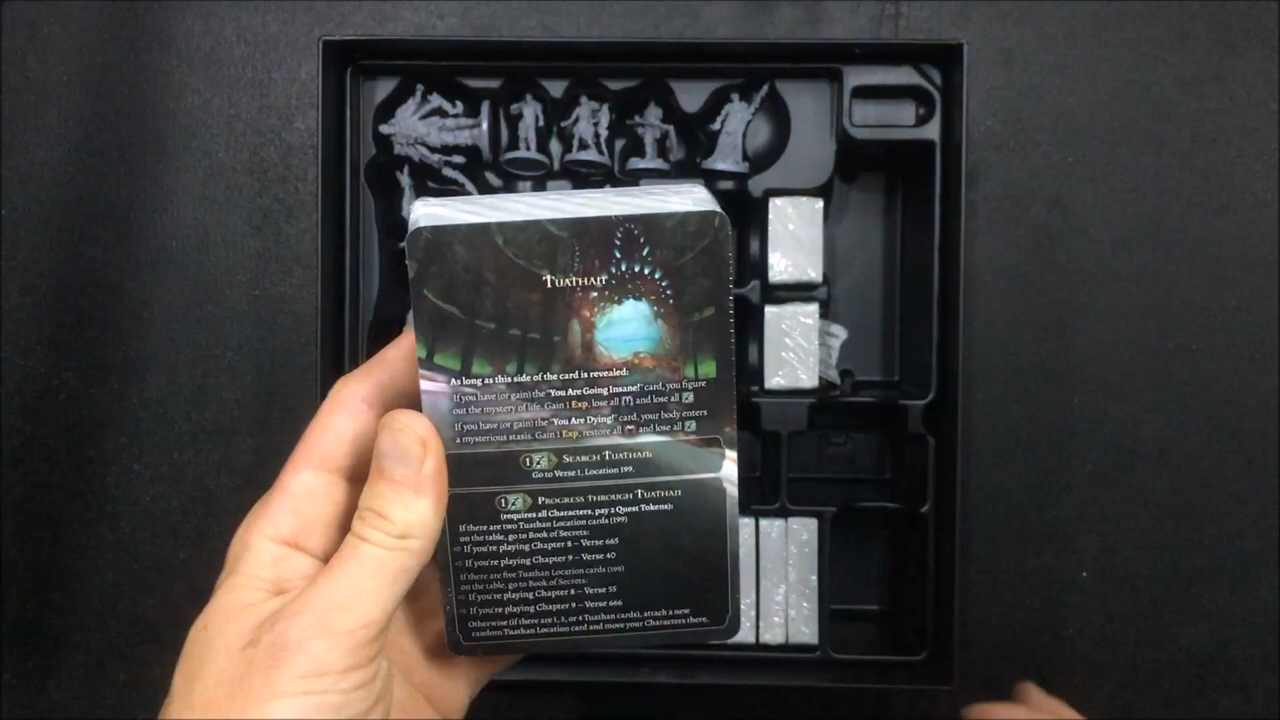 TUATHAN
As long as this side of the card is revealed:
If you have (or gain) the "You Are Going Insane!" card, you figure
out the mystery of life. Gain 1 Exp, lose all and lose all
If you have (or gain) the "You Are Dying!" card, your body enters
a mysterious stasis. Gain 1 Exp, restore all and lose all
1 SEARCH TUATHAN:
Go to Verse 1, Location 199.
1 PROGRESS THROUGH TUATHAN
(requires all Characters, pay 2 Quest Tokens):
If there are two Tuathan Location cards (199)
on the table, go to Book of Secrets:
⇨ If you're playing Chapter 8 – Verse 665
⇨ If you're playing Chapter 9 – Verse 40
If there are five Tuathan Location cards (199)
on the table, go to Book of Secrets:
⇨ If you're playing Chapter 8 – Verse 55
⇨ If you're playing Chapter 9 – Verse 666
Otherwise (if there are 1, 3, or 4 Tuathan cards), attach a new
random Tuathan Location card and move your Characters there.